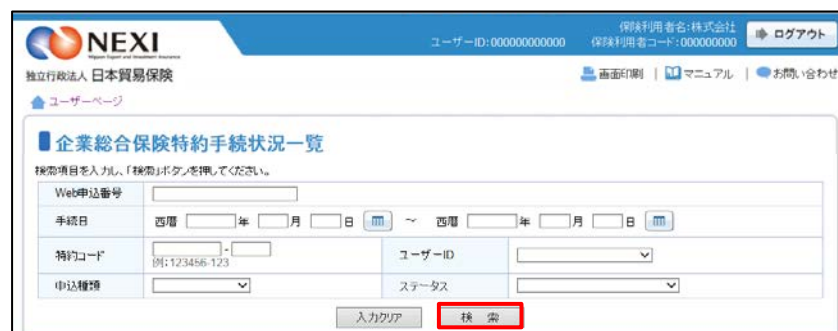 NEXI
Nippon Export and Investment Insurance
ユーザーID:000000000000
保険利用者名:株式会社
保険利用者コード:000000000
ログアウト
独立行政法人 日本貿易保険
画面印刷 | マニュアル | お問い合わせ
ユーザーページ
企業総合保険特約手続状況一覧
検索項目を入力し、「検索」ボタンを押してください。
Web申込番号
手続日 西暦 年 月 日 ～ 西暦 年 月 日
特約コード - ユーザーID
例:123456-123
申込種類 ステータス
入力クリア 検 索